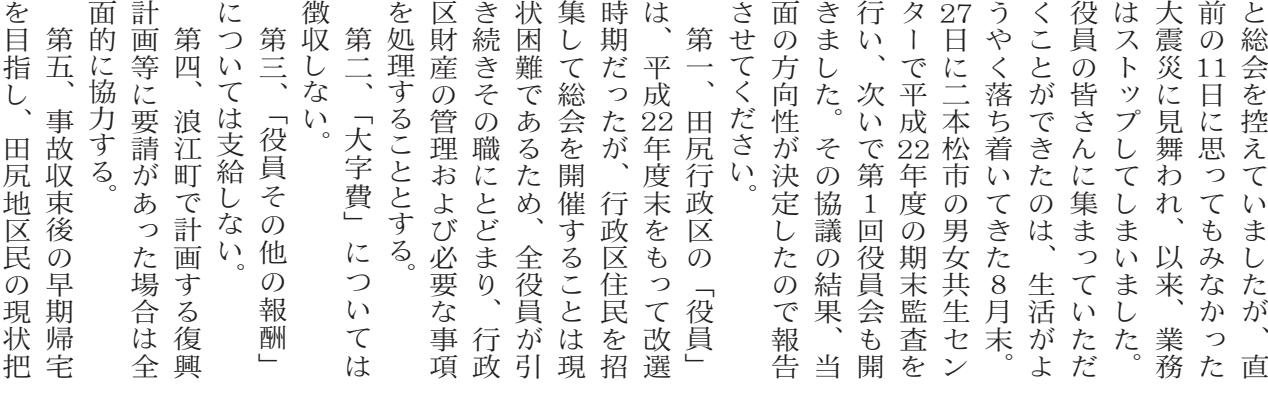 と総会を控えていましたが、直
前の11日に思ってもみなかった
大震災に見舞われ、以来、業務
はストップしてしまいました。
役員の皆さんに集まっていただ
くことができたのは、生活がよ
うやく落ち着いてきた８月末。
27日に二本松市の男女共生セン
ターで平成22年度の期末監査を
行い、次いで第１回役員会も開
きました。その協議の結果、当
面の方向性が決定したので報告
させてください。
第一、田尻行政区の「役員」
は、平成22年度末をもって改選
時期だったが、行政区住民を招
集して総会を開催することは現
状困難であるため、全役員が引
き続きその職にとどまり、行政
区財産の管理および必要な事項
を処理することとする。
第二、「大字費」については
徴収しない。
第三、「役員その他の報酬」
については支給しない。
第四、浪江町で計画する復興
計画等に要請があった場合は全
面的に協力する。
第五、事故収束後の早期帰宅
を目指し、田尻地区民の現状把